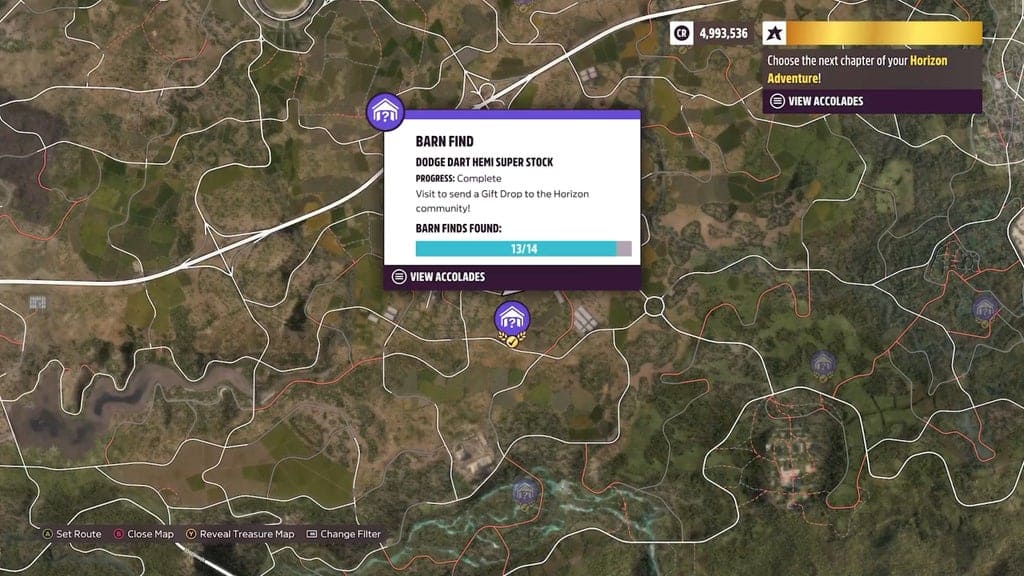 CR 4,993,536
Choose the next chapter of your Horizon
Adventure!
VIEW ACCOLADES
?
BARN FIND
DODGE DART HEMI SUPER STOCK
PROGRESS: Complete
Visit to send a Gift Drop to the Horizon
community!
BARN FINDS FOUND:
13/14
VIEW ACCOLADES
?
A Set Route B Close Map Y Reveal Treasure Map Change Filter